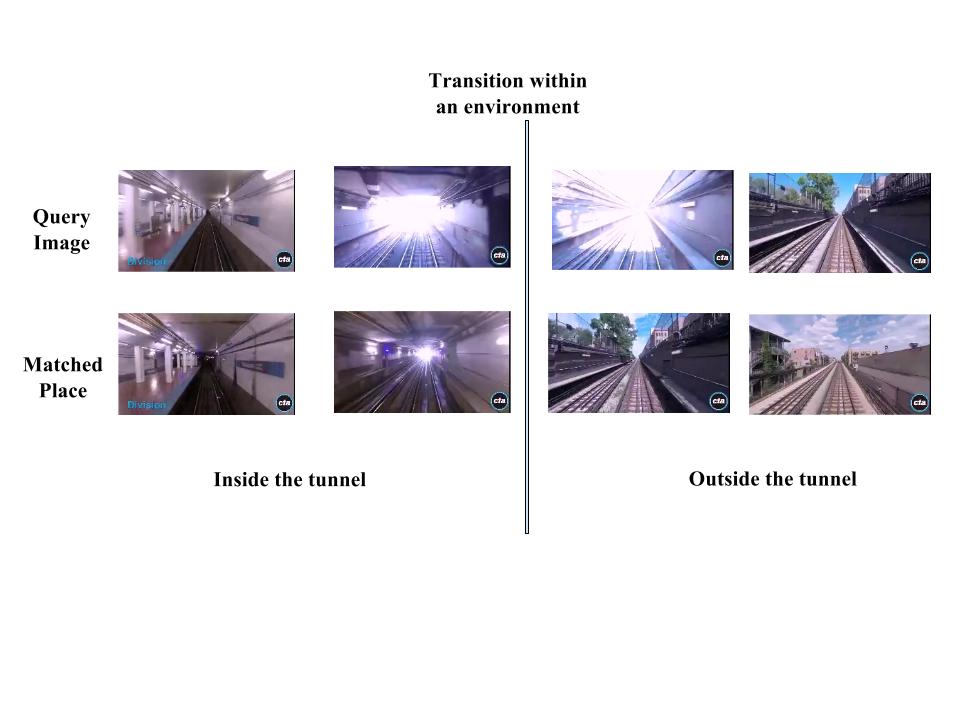 Transition within
an environment
Query
Image
Division
cta
cta
cta
cta
Matched
Place
Division
cta
cta
cta
cta
Inside the tunnel
Outside the tunnel